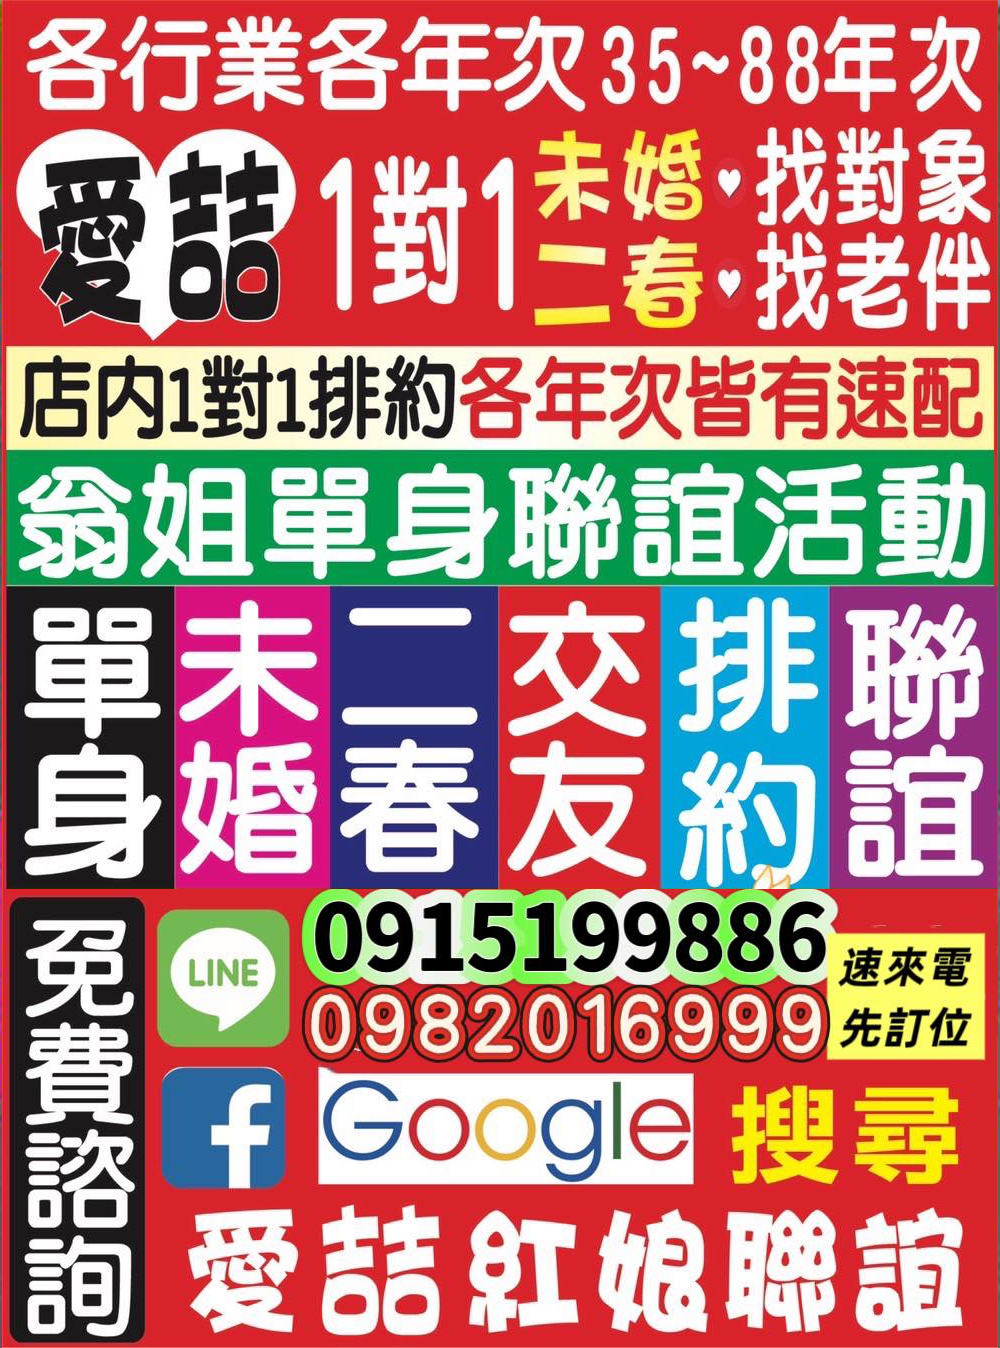 各行業各年次35~88年次
愛喆 1對1 未婚♥找對象
二春♥找老伴
店內1對1排約各年次皆有速配
翁姐單身聯誼活動
單身 未婚 二春 交友 排約 聯誼
免費諮詢
LINE 0915199886
0982016999
速來電
先訂位
f Google 搜尋
愛喆紅娘聯誼